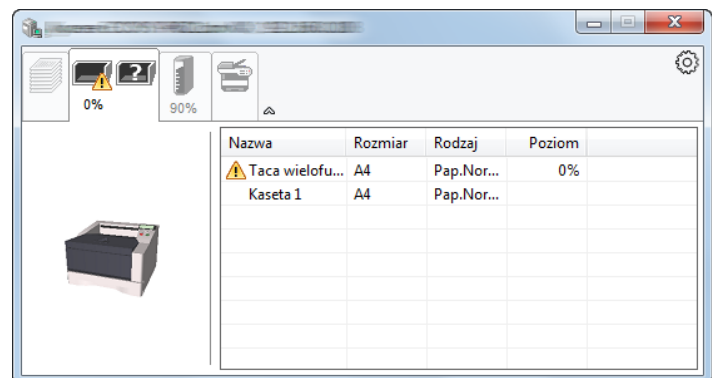 0%
90%
Nazwa Rozmiar Rodzaj Poziom
Taca wielofu... A4 Pap.Nor... 0%
Kaseta 1 A4 Pap.Nor...